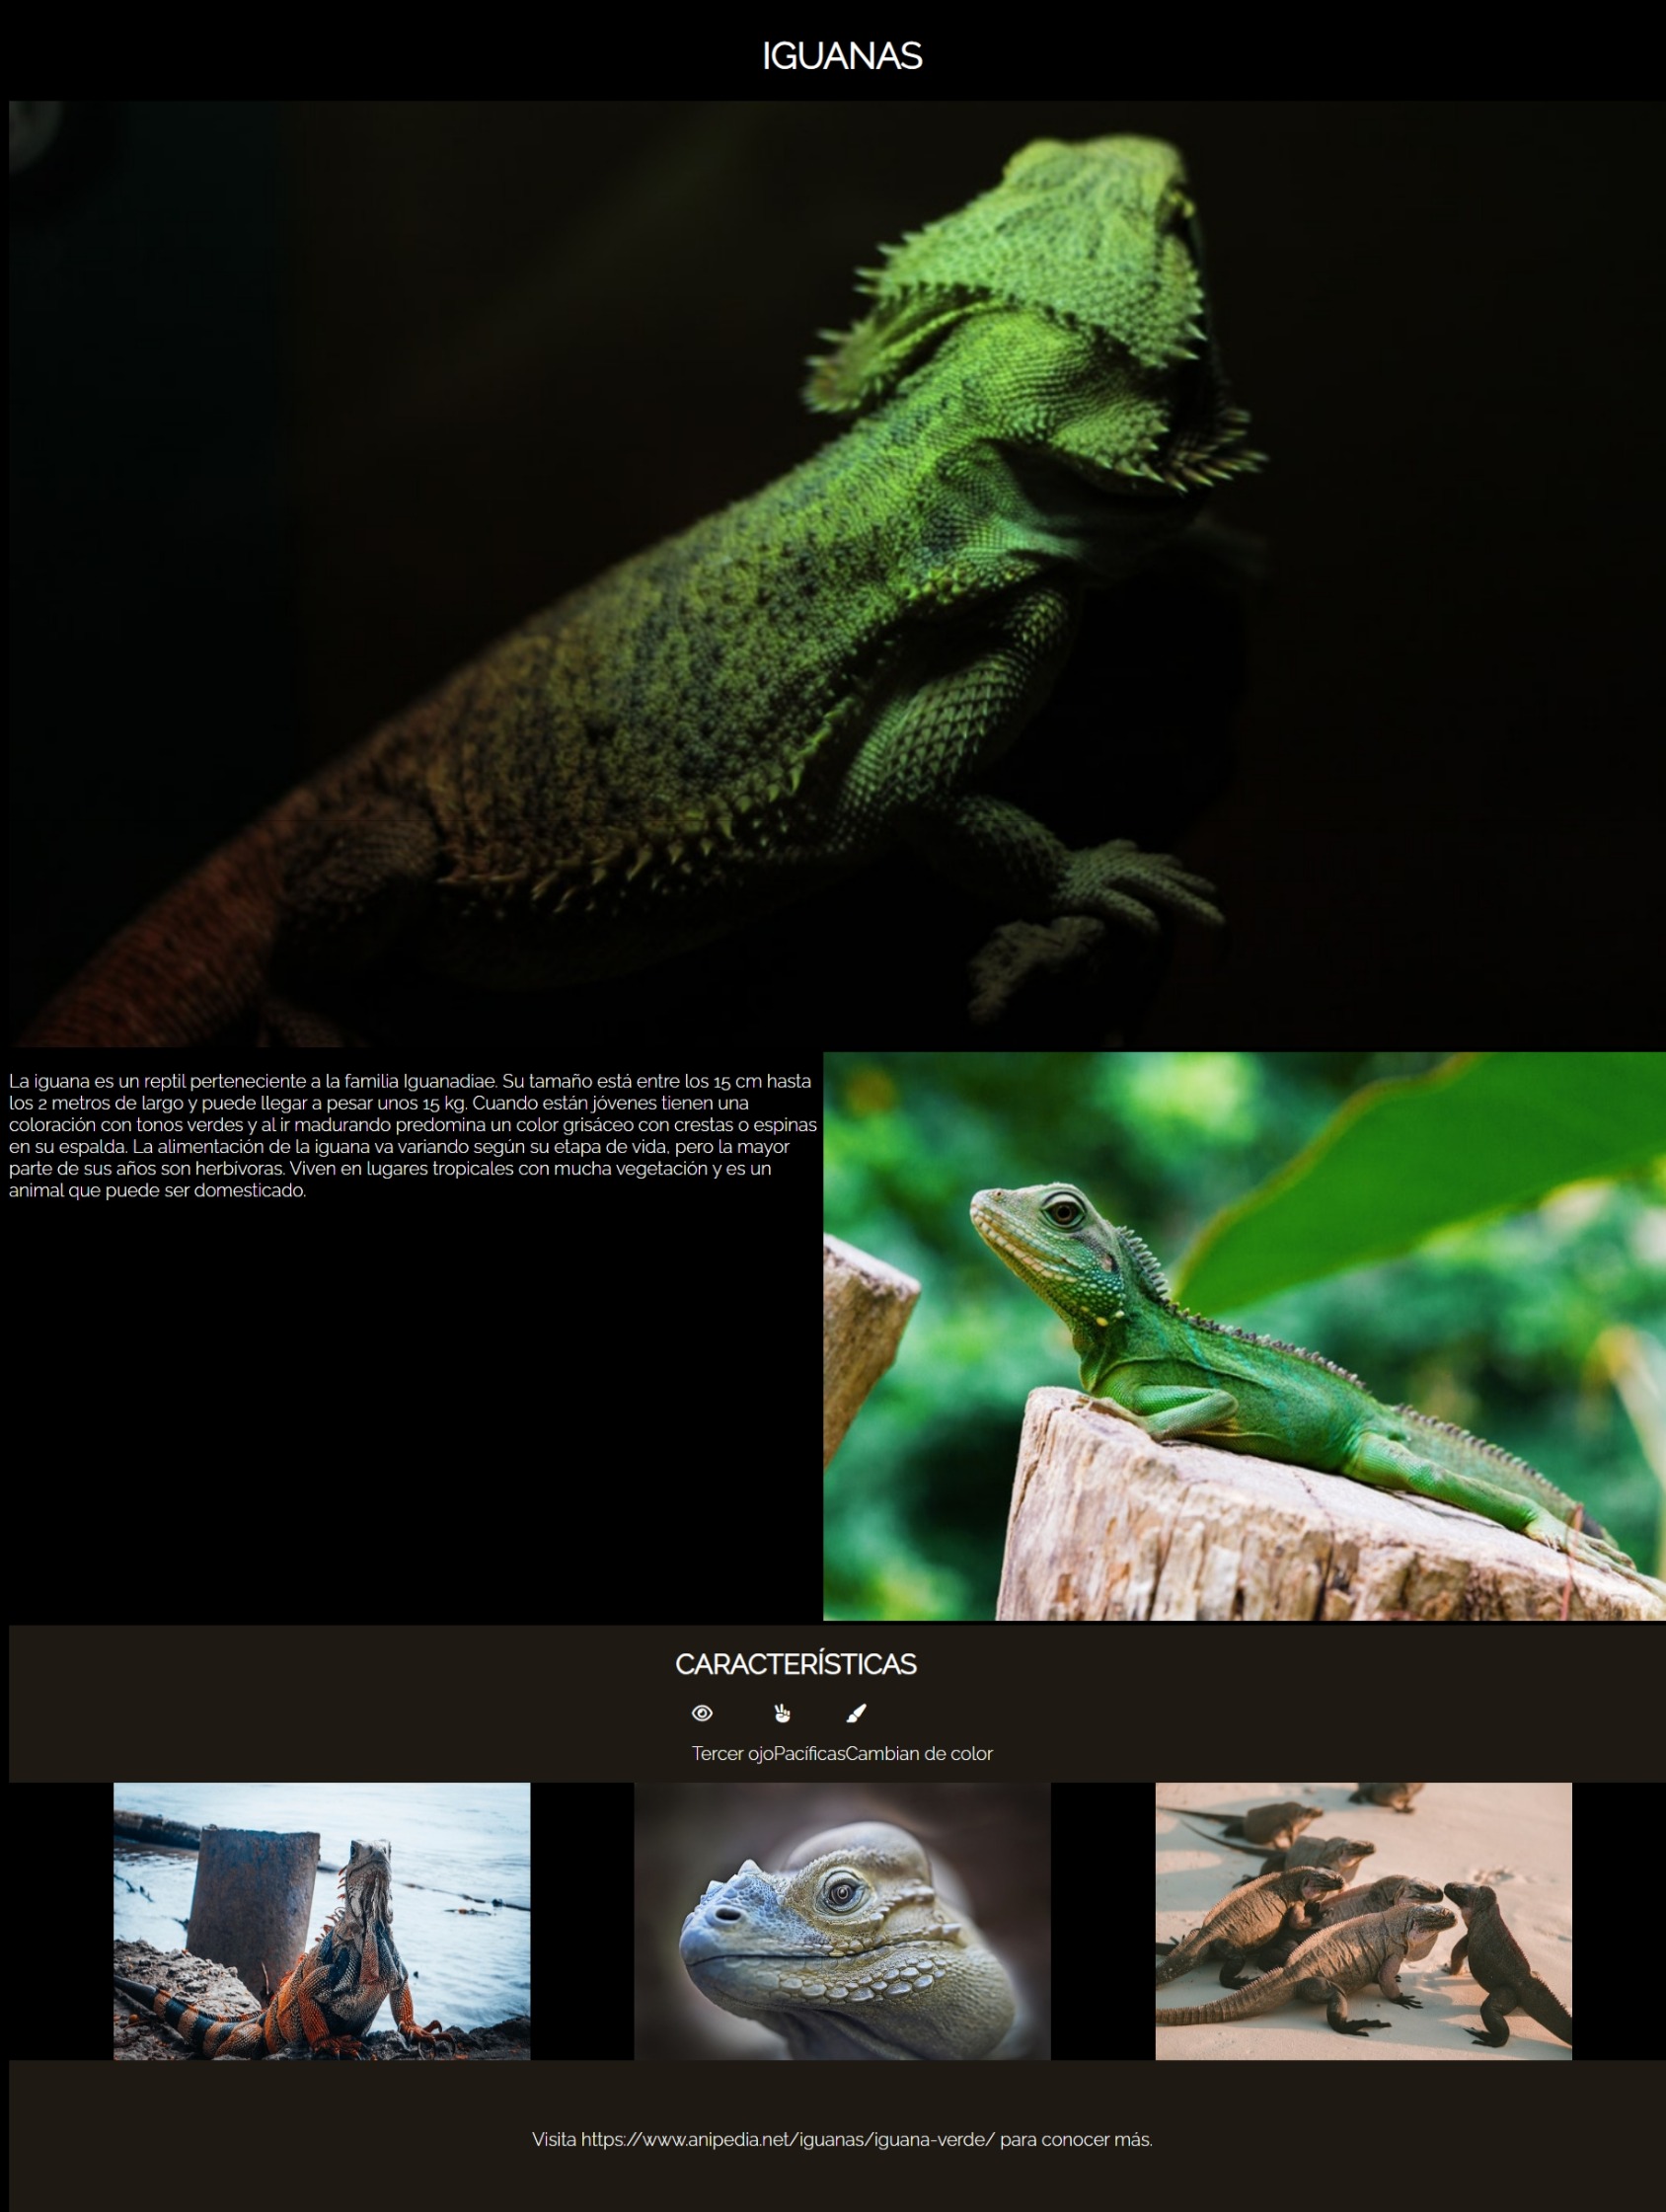 IGUANAS
La iguana es un reptil perteneciente a la familia Iguanadiae. Su tamaño está entre los 15 cm hasta
los 2 metros de largo y puede llegar a pesar unos 15 kg. Cuando están jóvenes tienen una
coloración con tonos verdes y al ir madurando predomina un color grisáceo con crestas o espinas
en su espalda. La alimentación de la iguana va variando según su etapa de vida, pero la mayor
parte de sus años son herbívoras. Viven en lugares tropicales con mucha vegetación y es un
animal que puede ser domesticado.
CARACTERÍSTICAS
Tercer ojoPacíficasCambian de color
Visita https://www.anipedia.net/iguanas/iguana-verde/ para conocer más.